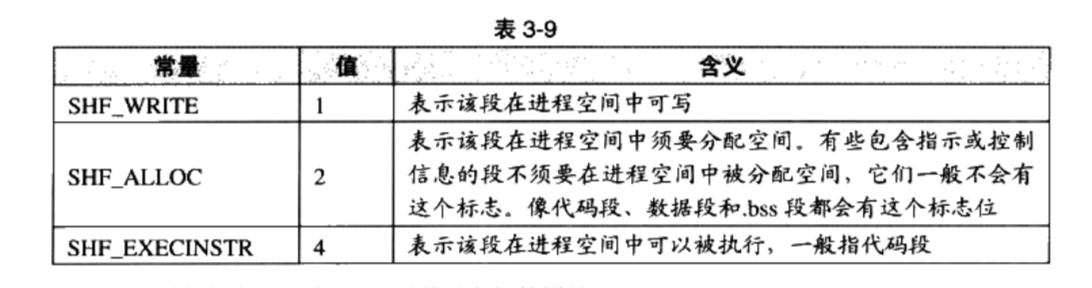 表 3-9
常量 值 含义
SHF_WRITE 1 表示该段在进程空间中可写
表示该段在进程空间中须要分配空间。有些包含指示或控制
SHF_ALLOC 2 信息的段不须要在进程空间中被分配空间，它们一般不会有
这个标志。像代码段、数据段和.bss 段都会有这个标志位
SHF_EXECINSTR 4 表示该段在进程空间中可以被执行，一般指代码段